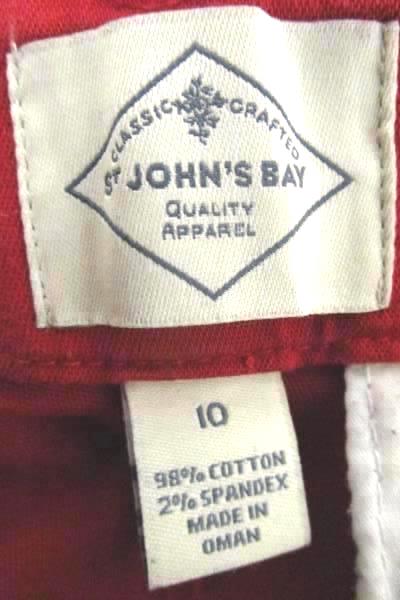 CLASSIC CRAFTED
ST JOHN'S BAY
QUALITY
APPAREL
10
98% COTTON
2% SPANDEX
MADE IN
OMAN